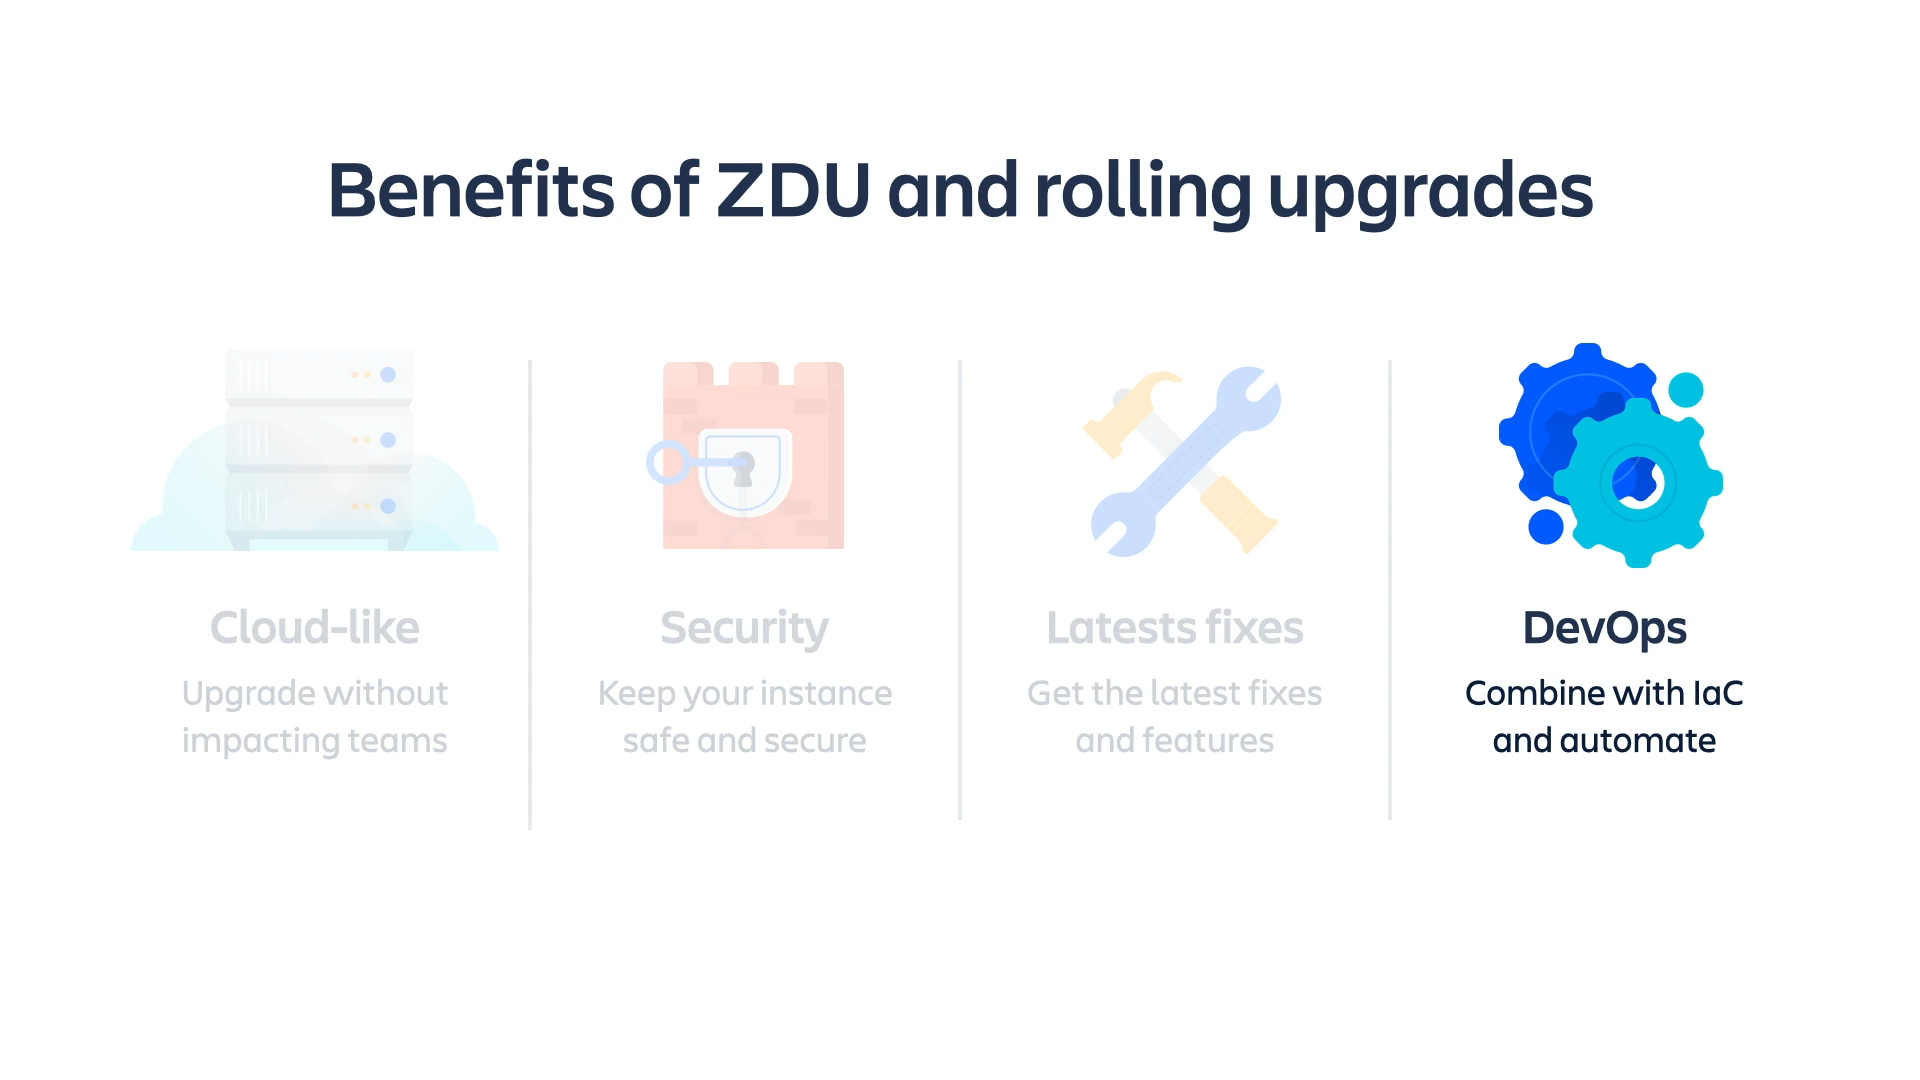 Benefits of ZDU and rolling upgrades
Cloud-like
Upgrade without
impacting teams
Security
Keep your instance
safe and secure
Latests fixes
Get the latest fixes
and features
DevOps
Combine with IaC
and automate